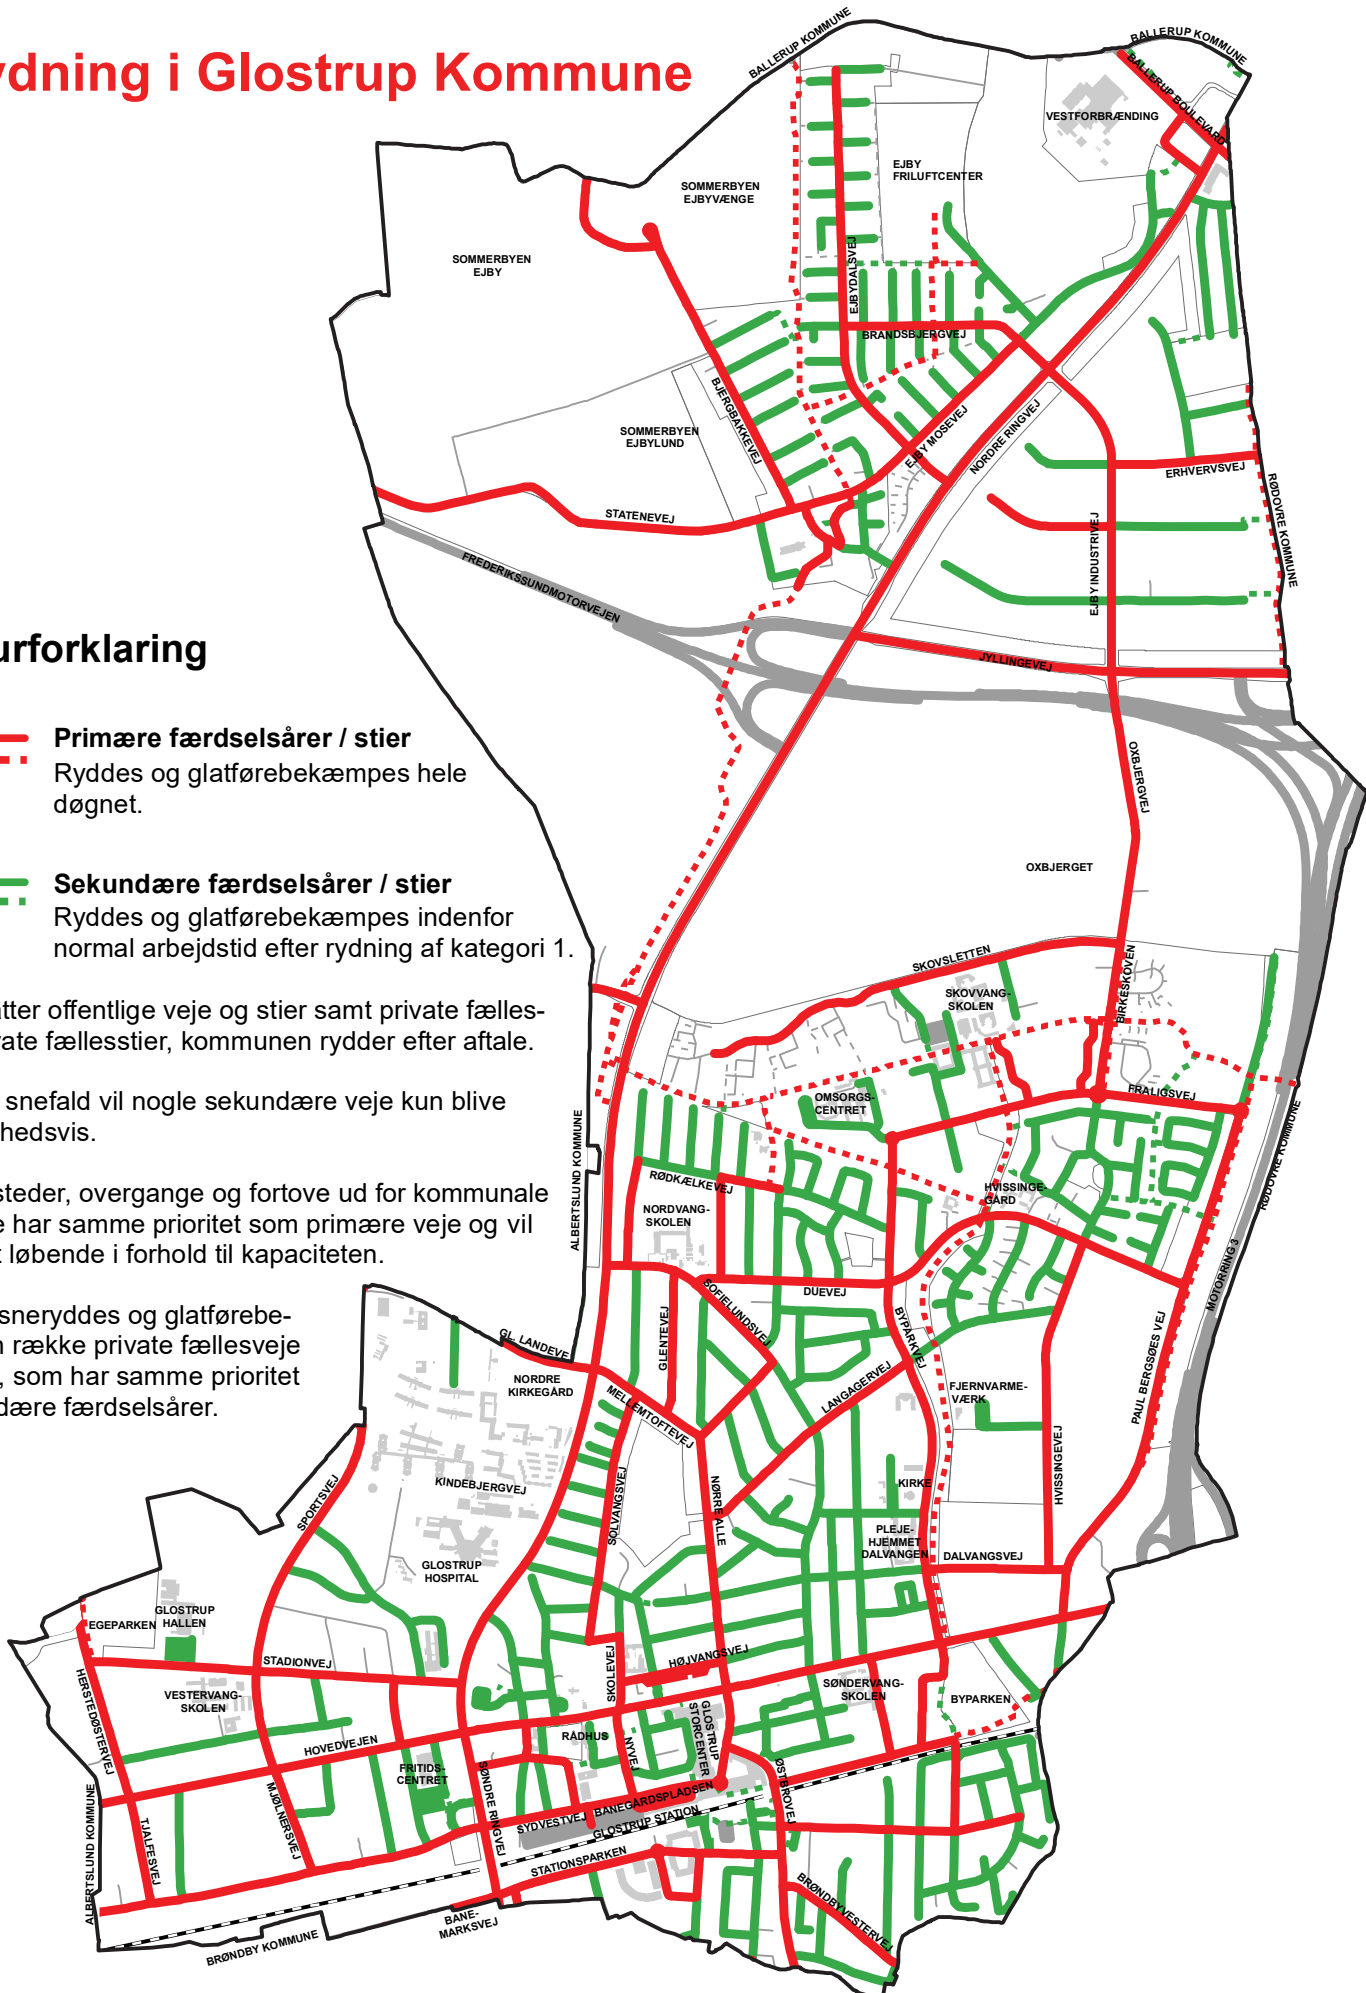 ydning i Glostrup Kommune
urforklaring
Primære færdselsårer / stier
Ryddes og glatførebekæmpes hele
døgnet.
Sekundære færdselsårer / stier
Ryddes og glatførebekæmpes indenfor
normal arbejdstid efter rydning af kategori 1.
atter offentlige veje og stier samt private fælles-
vate fællesstier, kommunen rydder efter aftale.
snefald vil nogle sekundære veje kun blive
hedsvis.
steder, overgange og fortove ud for kommunale
e har samme prioritet som primære veje og vil
t løbende i forhold til kapaciteten.
sneryddes og glatførebe-
n række private fællesveje
, som har samme prioritet
dære færdselsårer.
BALLERUP KOMMUNE
BALLERUP KOMMUNE
BALLERUP BOULEVARD
VESTFORBRÆNDING
EJBY
FRILUFTCENTER
SOMMERBYEN
EJBYVÆNGE
SOMMERBYEN
EJBY
EJBYDALSVEJ
BRANDSBJERGVEJ
BJERGBAKKEVEJ
SOMMERBYEN
EJBYLUND
EJBY MOSEVEJ
NORDRE RINGVEJ
ERHVERVSVEJ
RØDOVRE KOMMUNE
STATENEVEJ
EJBY INDUSTRIVEJ
FREDERIKSSUNDMOTORVEJEN
JYLLINGEVEJ
OXBJERGVEJ
OXBJERGET
SKOVSLETTEN
SKOVVANG-
SKOLEN
BIRKESKOVEN
FRALIGSVEJ
OMSORGS-
CENTRET
RØDOVRE KOMMUNE
ALBERTSLUND KOMMUNE
RØDKÆLKEVEJ
HVISSINGE-
GÅRD
NORDVANG-
SKOLEN
MOTORRING 3
DUEVEJ
SOFIELUNDSVEJ
GLENTEVEJ
BYPARKVEJ
GL. LANDEVE
NORDRE
KIRKEGÅRD
LANGAGERVEJ
FJERNVARME-
VÆRK
PAUL BERGSØES VEJ
MELLEMTOFTEVEJ
HVISSINGEVEJ
KINDEBJERGVEJ
KIRKE
SPORTSVEJ
SOLVANGSVEJ
NØRRE ALLE
PLEJE-
HJEMMET
DALVANGEN
DALVANGSVEJ
GLOSTRUP
HOSPITAL
GLOSTRUP
HALLEN
EGEPARKEN
STADIONVEJ
HØJVANGSVEJ
SKOLEVEJ
HERSTEDØSTERVEJ
VESTERVANG-
SKOLEN
SØNDERVANG-
SKOLEN
BYPARKEN
GLOSTRUP
STORCENTER
RÅDHUS
NYVEJ
HOVEDVEJEN
FRITIDS-
CENTRET
SØNDRE RINGVEJ
ØSTBROVEJ
MJØLNERSVEJ
BANEGÅRDSPLADSEN
SYDVESTVEJ
GLOSTRUP STATION
TJALFESVEJ
ALBERTSLUND KOMMUNE
STATIONSPARKEN
BRØNDBYVESTERVEJ
BANE-
MARKSVEJ
BRØNDBY KOMMUNE